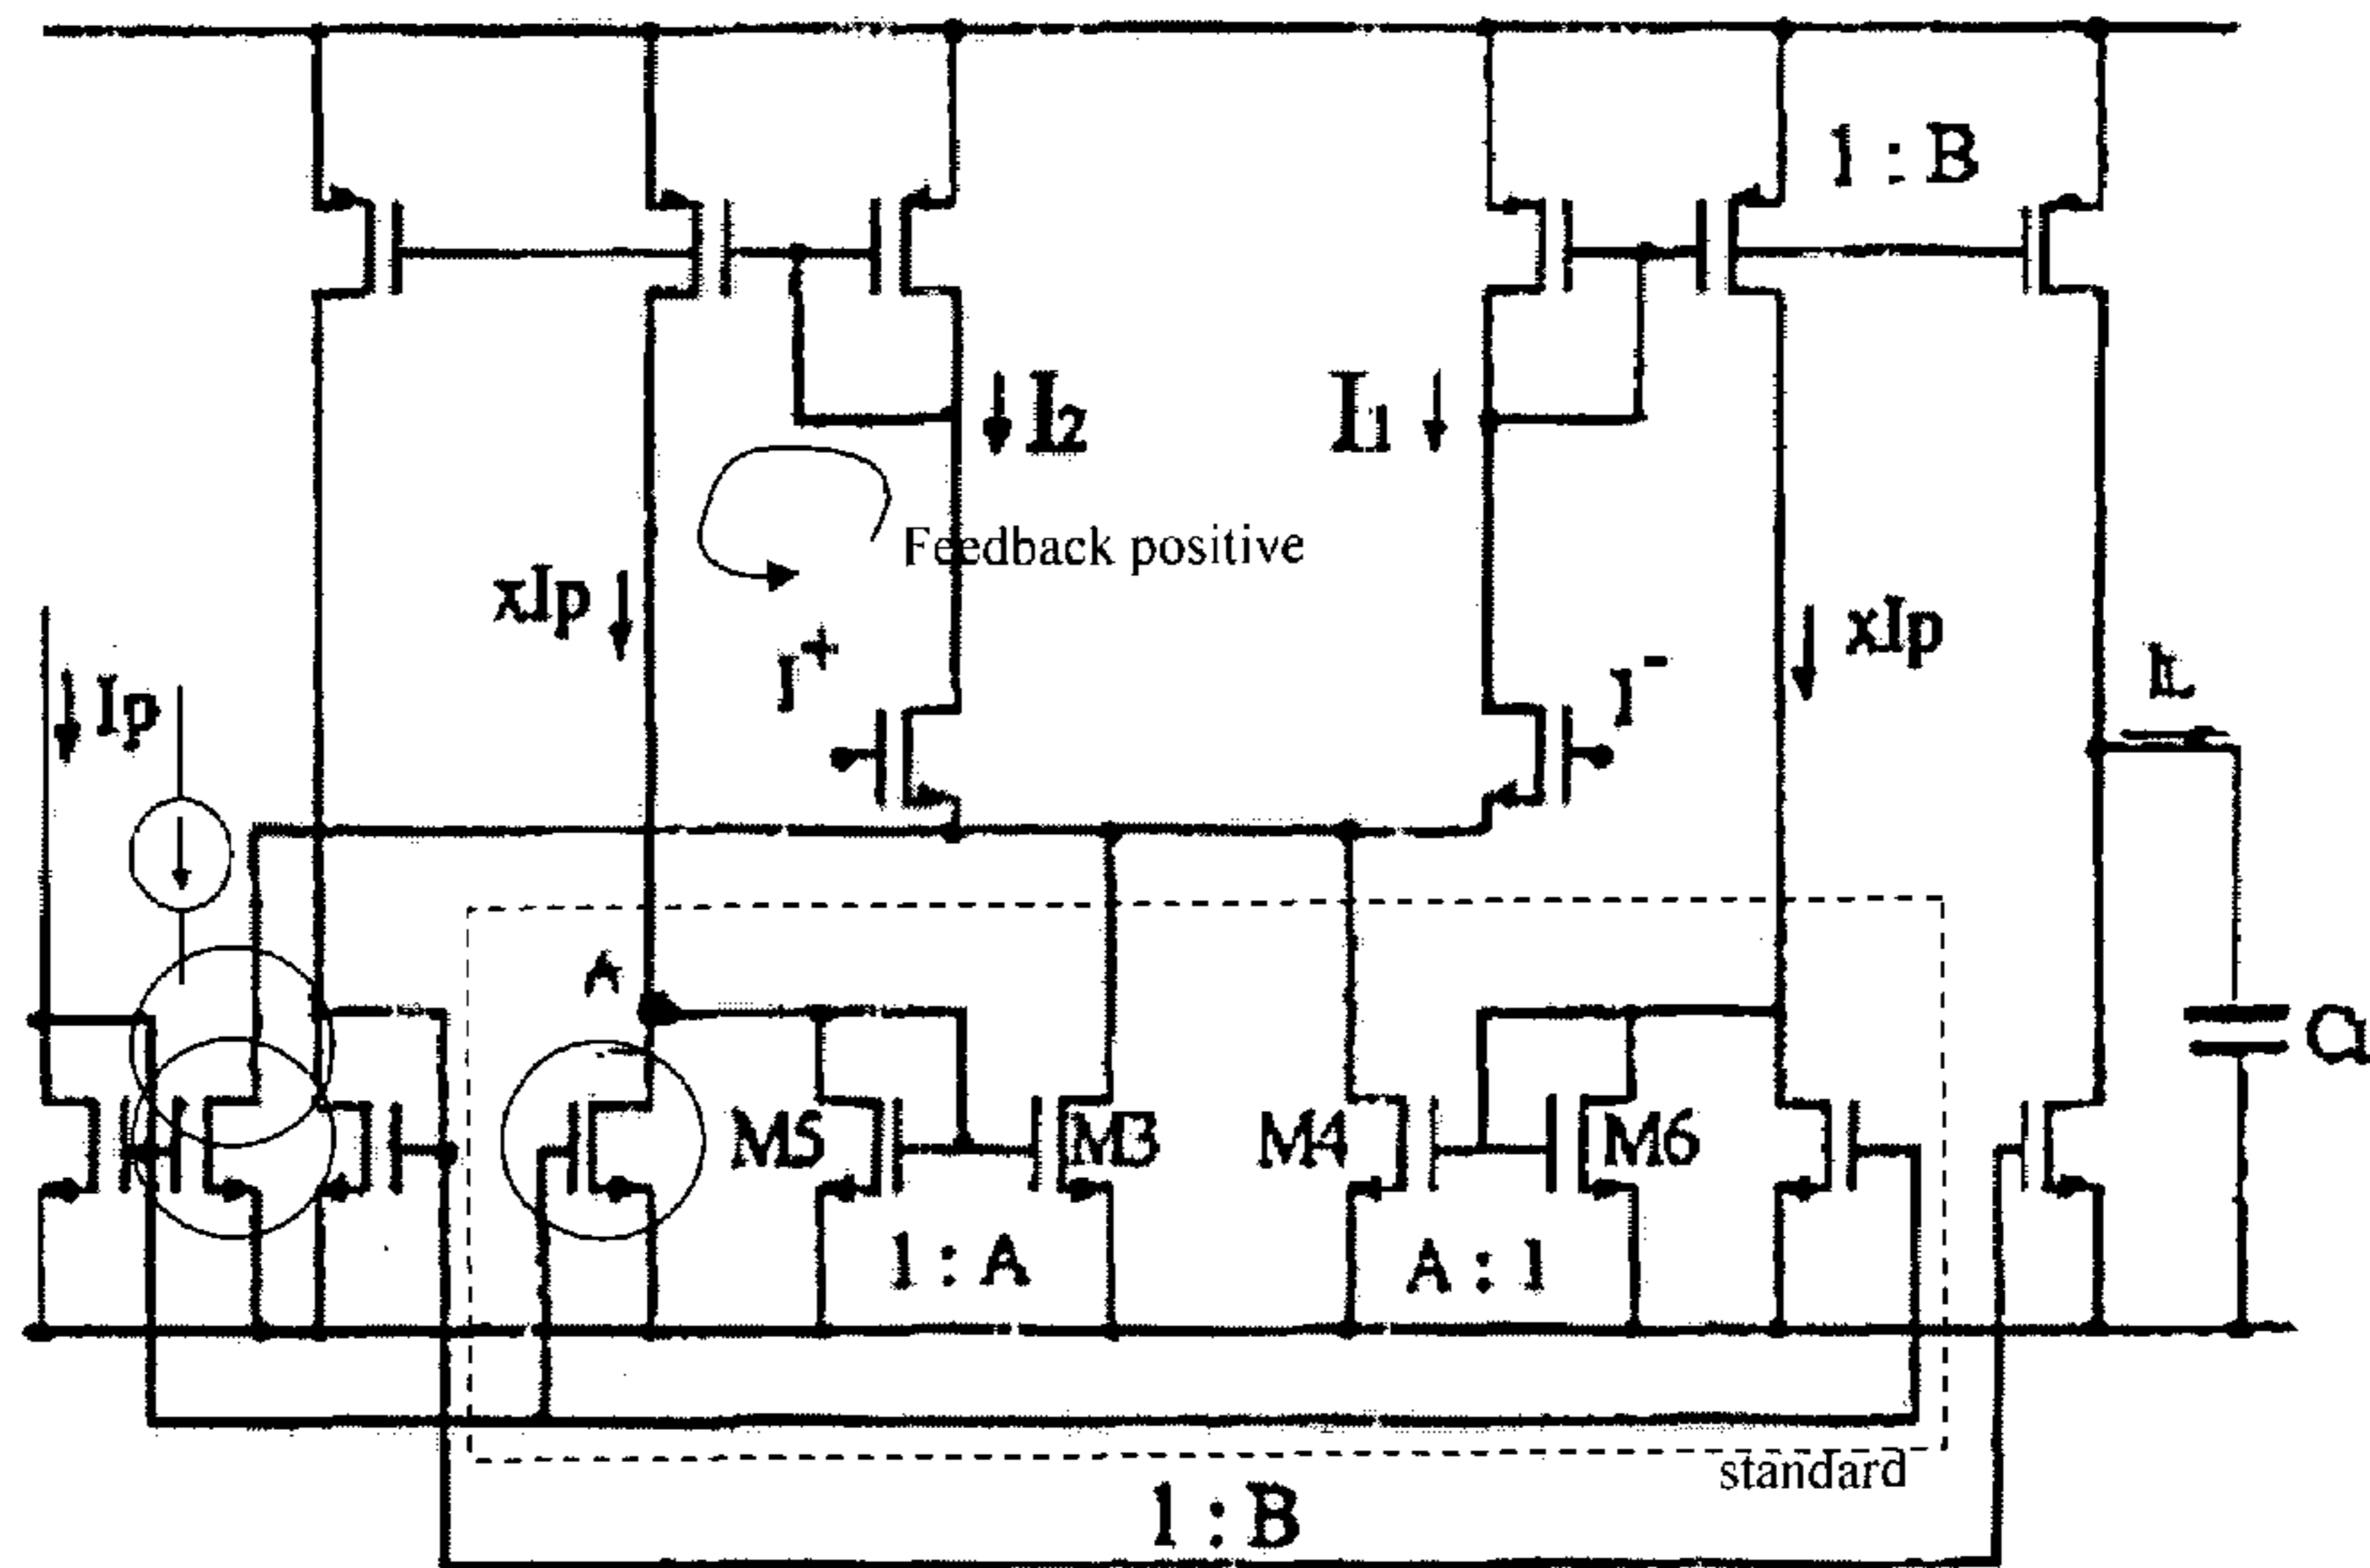 1 : B
I2
I1
Feedback positive
xIp
I+
I-
xIp
IL
Ip
A
M5
M3
M4
M6
1 : A
A : 1
standard
1 : B